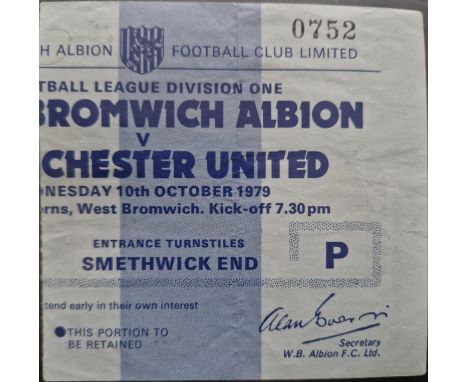 0752
H ALBION FOOTBALL CLUB LIMITED
TBALL LEAGUE DIVISION ONE
BROMWICH ALBION
V
CHESTER UNITED
DNESDAY 10th OCTOBER 1979
orns, West Bromwich. Kick-off 7.30 pm
ENTRANCE TURNSTILES
SMETHWICK END
P
ttend early in their own interest
●THIS PORTION TO
BE RETAINED
Secretary
W.B. Albion F.C. Ltd.